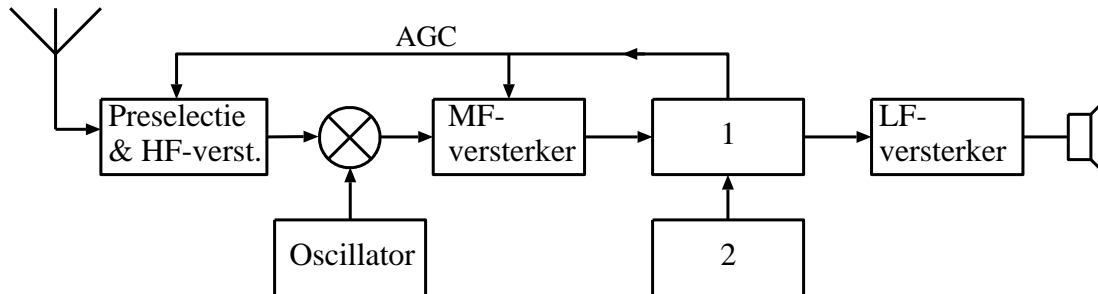 AGC
Preselectie
& HF-verst.
MF-
versterker
1
LF-
versterker
Oscillator
2